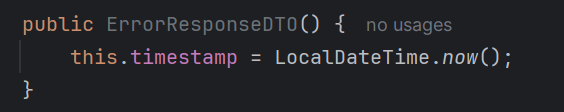 public ErrorResponseDTO() { no usages
this.timestamp = LocalDateTime.now();
}